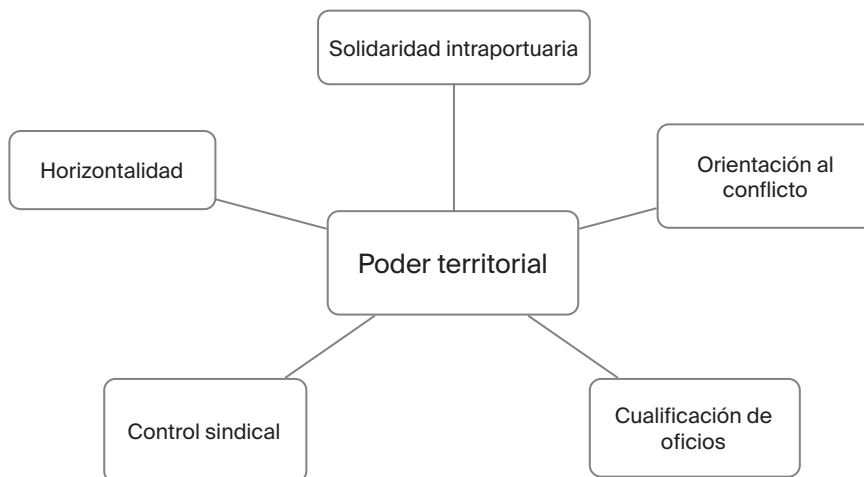 Solidaridad intraportuaria
Horizontalidad
Orientación al
conflicto
Poder territorial
Control sindical
Cualificación de
oficios